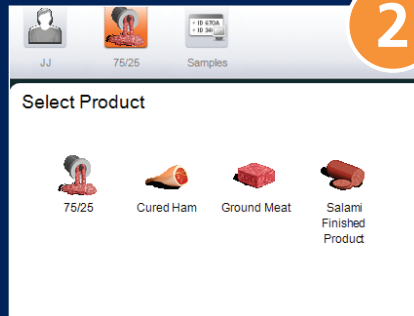 2
JJ
75/25
Samples
Select Product
75/25
Cured Ham
Ground Meat
Salami
Finished
Product